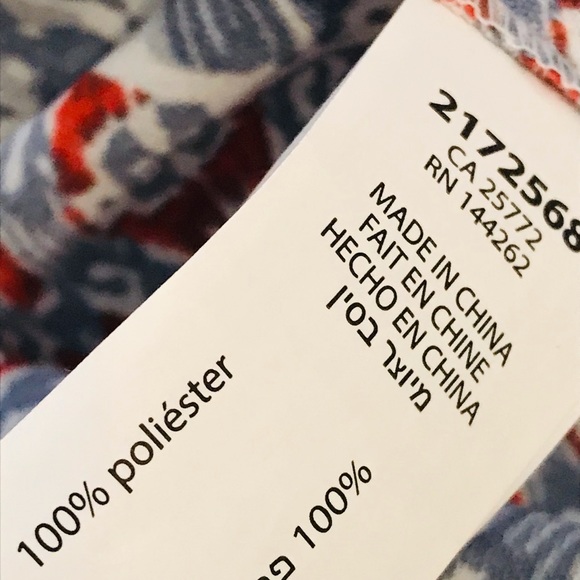 2172568
CA 25772
RN 144262
MADE IN CHINA
FAIT EN CHINE
HECHO EN CHINA
מיוצר בסין
100% poliéster
100%